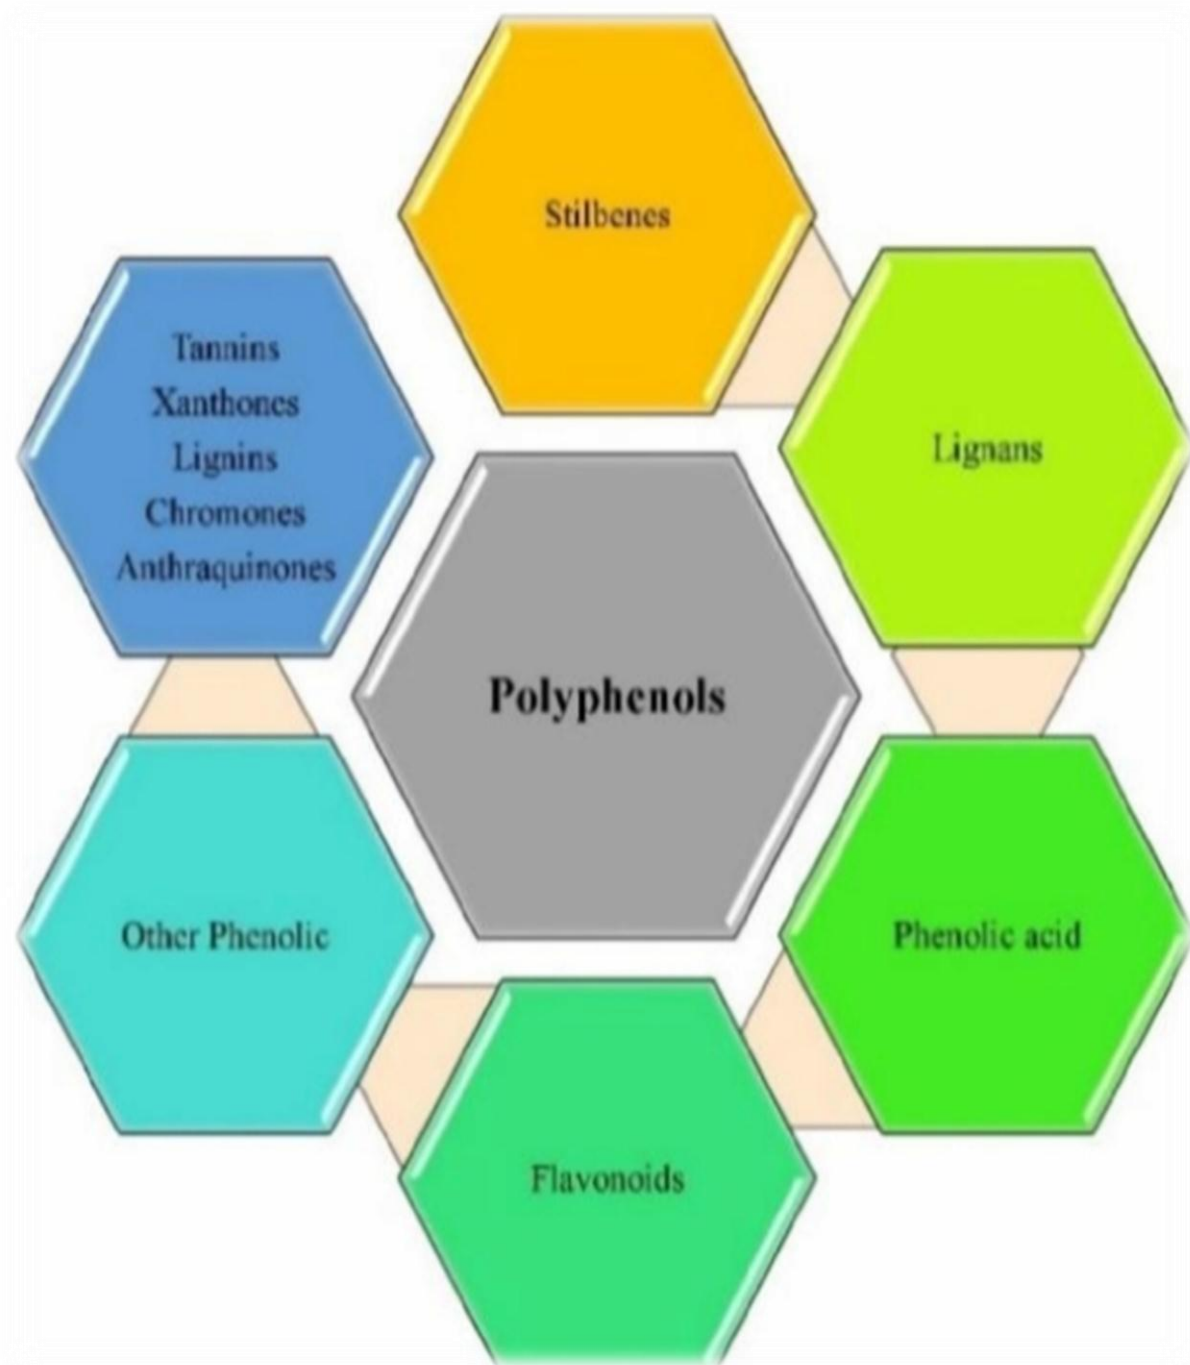 Stilbenes
Lignans
Tannins
Xanthones
Lignins
Chromones
Anthraquinones
Polyphenols
Other Phenolic
Phenolic acid
Flavonoids